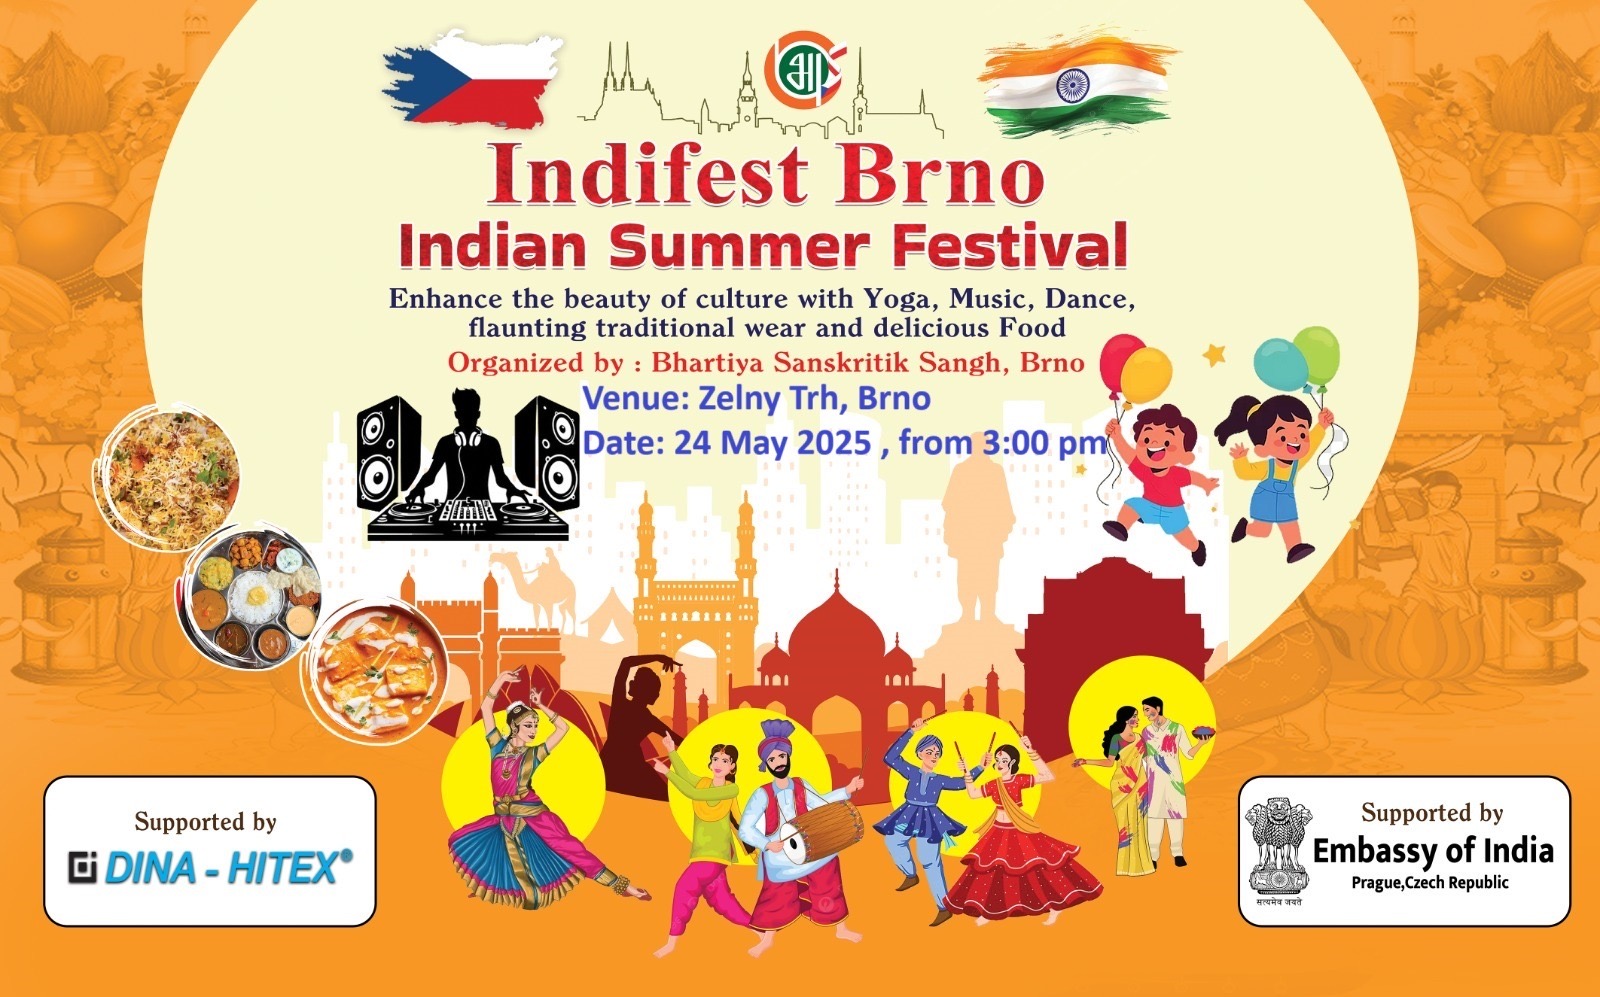 Indifest Brno
Indian Summer Festival
Enhance the beauty of culture with Yoga, Music, Dance,
flaunting traditional wear and delicious Food
Organized by : Bhartiya Sanskritik Sangh, Brno
Venue: Zelny Trh, Brno
Date: 24 May 2025 , from 3:00 pm
Supported by
DINA - HITEX®
Supported by
Embassy of India
Prague,Czech Republic
सत्यमेव जयते